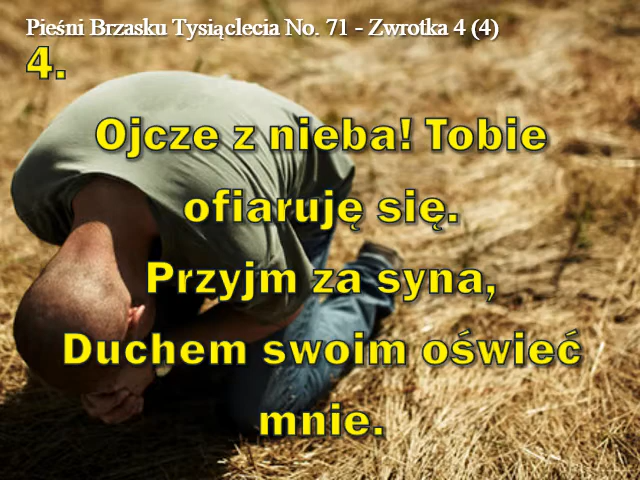 Pieśni Brzasku Tysiąclecia No. 71 - Zwrotka 4 (4)
4.
Ojcze z nieba! Tobie
ofiaruję się.
Przyjm za syna,
Duchem swoim oświeć
mnie.